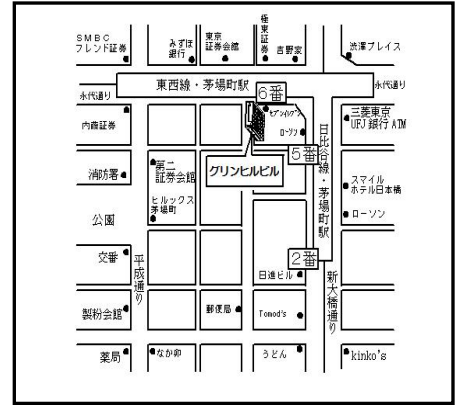 SMBC
フレンド証券
みずほ
銀行
東京
証券会館
極
東
証
券
吉野家
渋澤プレイス
東西線・茅場町駅
6番
永代通り
永代通り
内藤証券
セブンイレブン
ローソン
三菱東京
UFJ銀行ATM
5番
消防署
第二
証券会館
グリンヒルビル
日比谷線・茅場町駅
スマイル
ホテル日本橋
ヒルックス
茅場町
ローソン
公園
2番
交番
平成通り
日進ビル
新大橋通り
製粉会館
郵便局
Tomod's
薬局
なか卯
うどん
kinko's